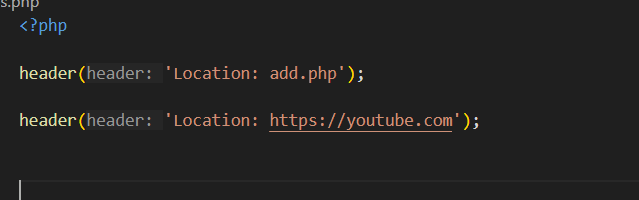 s.php
<?php
header(header: 'Location: add.php');
header(header: 'Location: https://youtube.com');